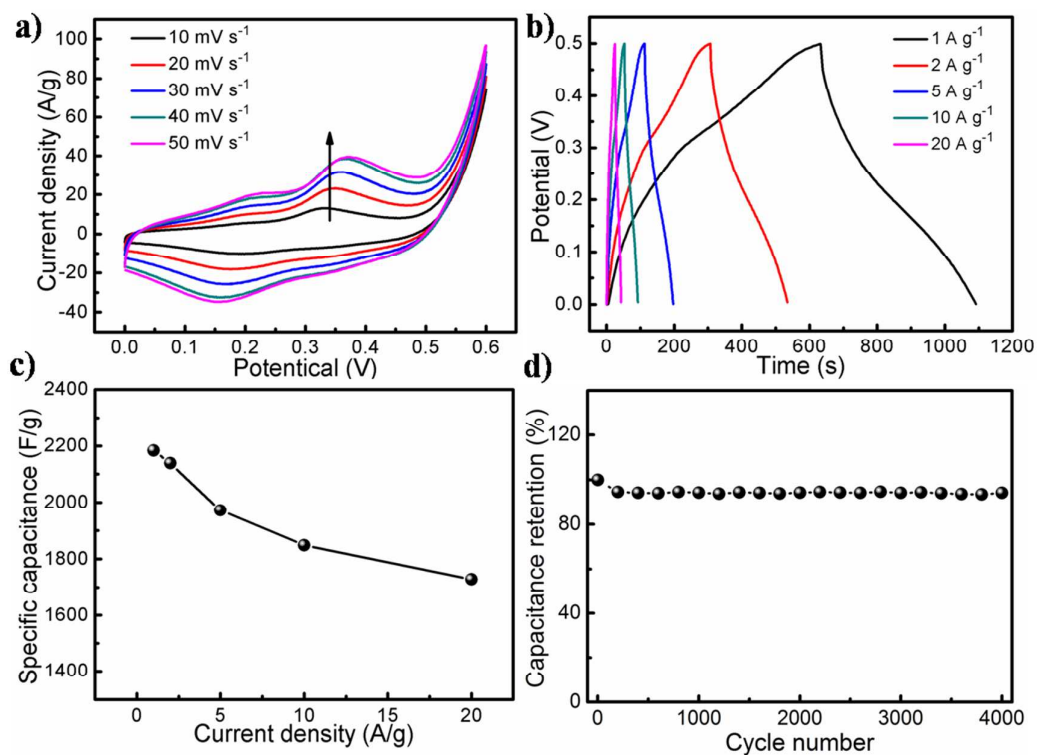 a)
100
80
60
40
20
0
-20
-40
Current density (A/g)
10 mV s⁻¹
20 mV s⁻¹
30 mV s⁻¹
40 mV s⁻¹
50 mV s⁻¹
0.0 0.1 0.2 0.3 0.4 0.5 0.6
Potentical (V)
b)
0.5
0.4
0.3
0.2
0.1
0.0
Potential (V)
1 A g⁻¹
2 A g⁻¹
5 A g⁻¹
10 A g⁻¹
20 A g⁻¹
0 200 400 600 800 1000 1200
Time (s)
c)
2400
2200
2000
1800
1600
1400
Specific capacitance (F/g)
0 5 10 15 20
Current density (A/g)
d)
120
80
40
0
Capacitance retention (%)
0 1000 2000 3000 4000
Cycle number